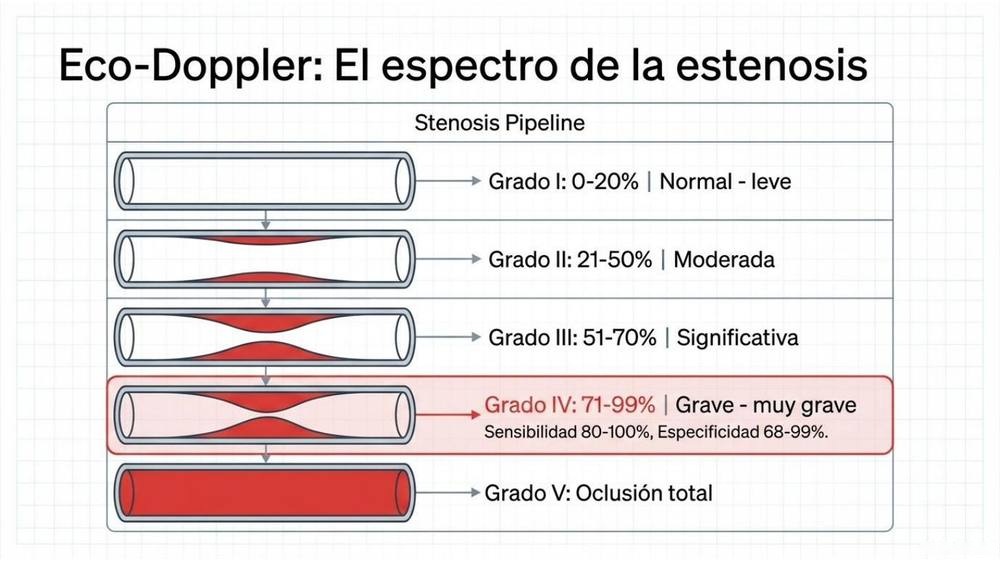 Eco-Doppler: El espectro de la estenosis
Stenosis Pipeline
Grado I: 0-20% | Normal - leve
Grado II: 21-50% | Moderada
Grado III: 51-70% | Significativa
Grado IV: 71-99% | Grave - muy grave
Sensibilidad 80-100%, Especificidad 68-99%.
Grado V: Oclusión total